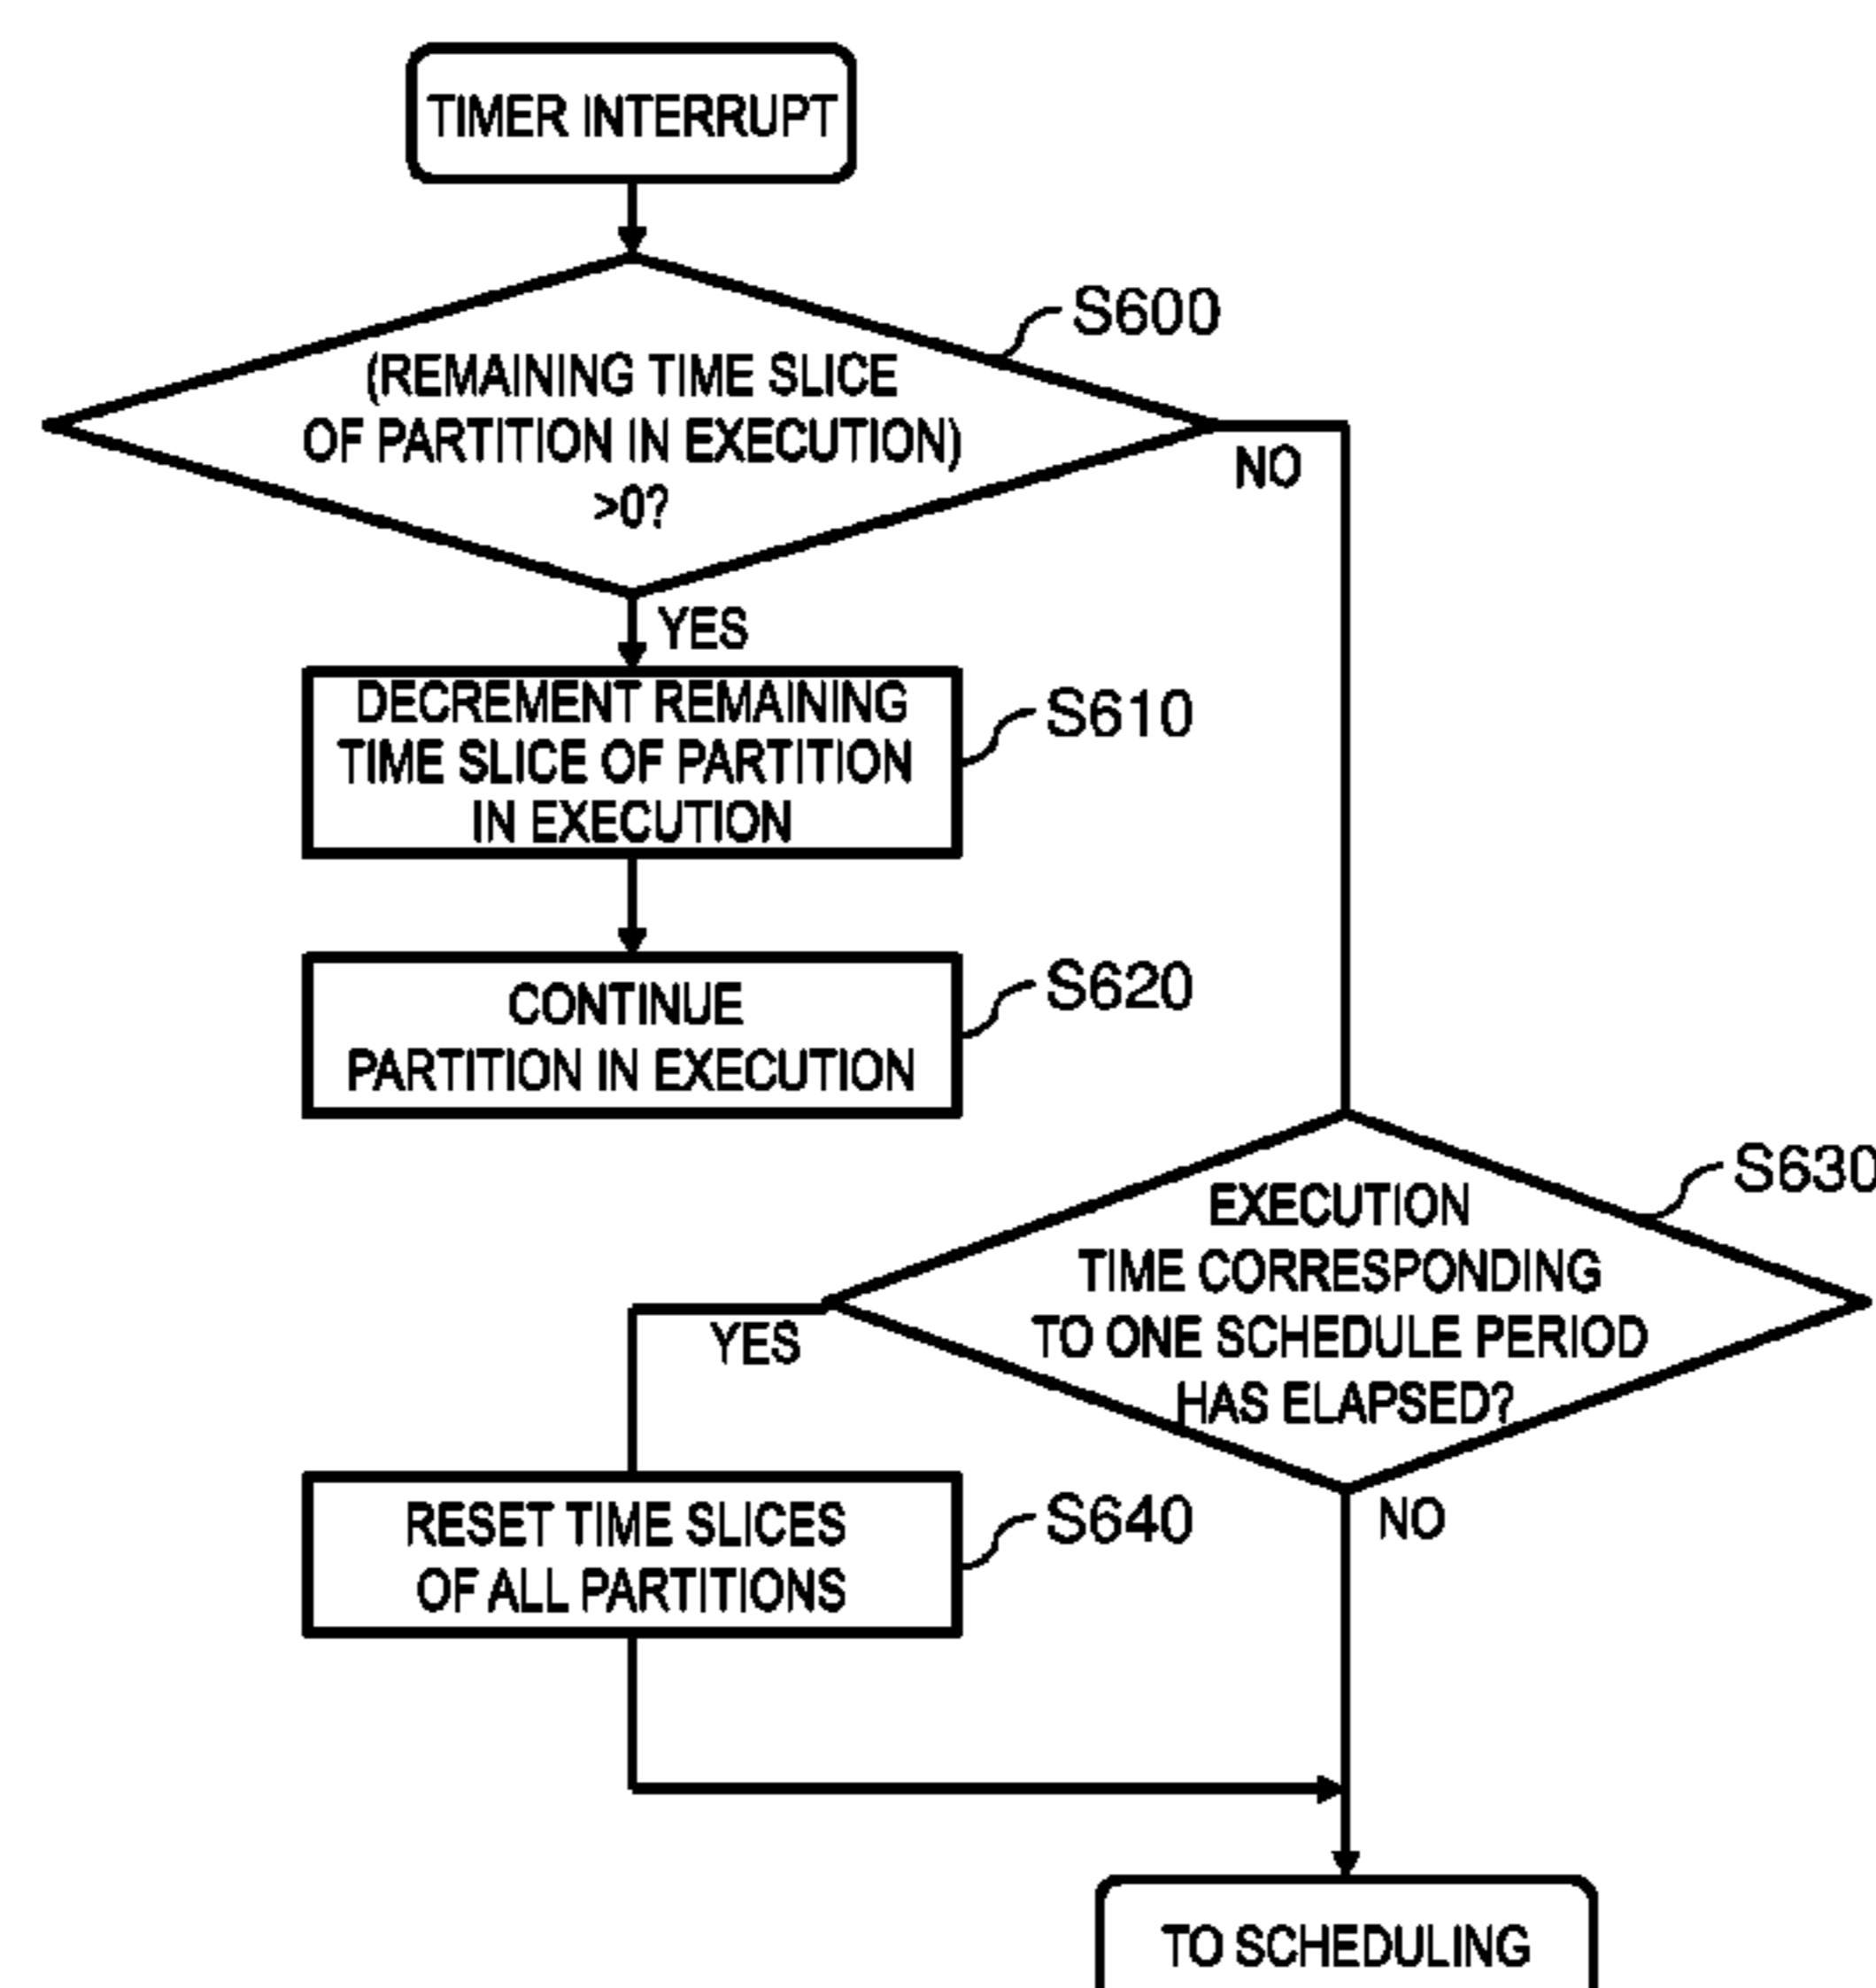 TIMER INTERRUPT
S600
(REMAINING TIME SLICE
OF PARTITION IN EXECUTION)
>0?
NO
YES
DECREMENT REMAINING
TIME SLICE OF PARTITION
IN EXECUTION
S610
CONTINUE
PARTITION IN EXECUTION
S620
S630
EXECUTION
TIME CORRESPONDING
TO ONE SCHEDULE PERIOD
HAS ELAPSED?
YES
NO
RESET TIME SLICES
OF ALL PARTITIONS
S640
TO SCHEDULING